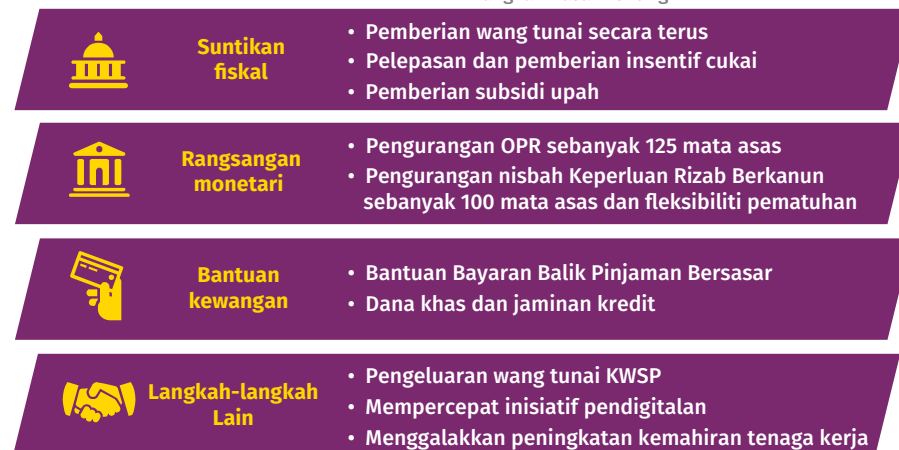 Suntikan
fiskal
• Pemberian wang tunai secara terus
• Pelepasan dan pemberian insentif cukai
• Pemberian subsidi upah
Rangsangan
monetari
• Pengurangan OPR sebanyak 125 mata asas
• Pengurangan nisbah Keperluan Rizab Berkanun
sebanyak 100 mata asas dan fleksibiliti pematuhan
Bantuan
kewangan
• Bantuan Bayaran Balik Pinjaman Bersasar
• Dana khas dan jaminan kredit
Langkah-langkah
Lain
• Pengeluaran wang tunai KWSP
• Mempercepat inisiatif pendigitalan
• Menggalakkan peningkatan kemahiran tenaga kerja